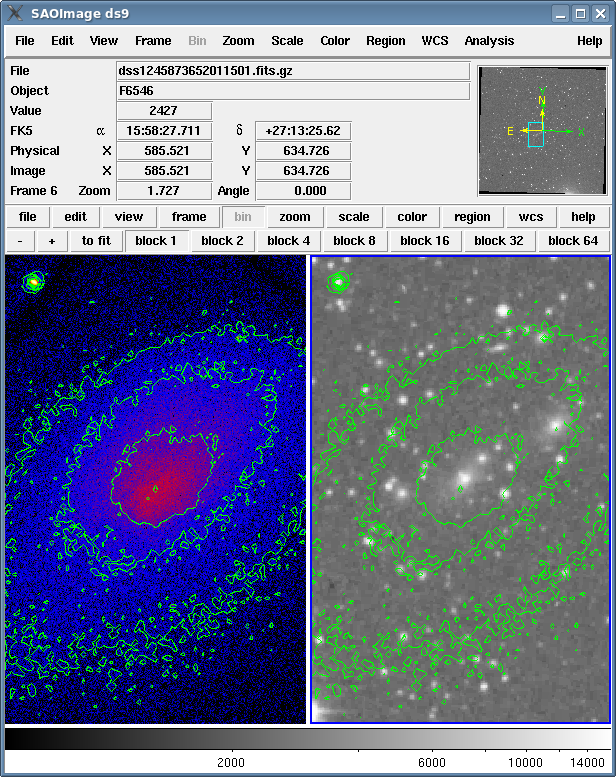 SAOImage ds9
File Edit View Frame Bin Zoom Scale Color Region WCS Analysis Help
File dss1245873652011501.fits.gz
Object F6546
Value 2427
FK5 α 15:58:27.711 δ +27:13:25.62
Physical X 585.521 Y 634.726
Image X 585.521 Y 634.726
Frame 6 Zoom 1.727 Angle 0.000
N
E
X
file edit view frame bin zoom scale color region wcs help
- + to fit block 1 block 2 block 4 block 8 block 16 block 32 block 64
2000 6000 10000 14000